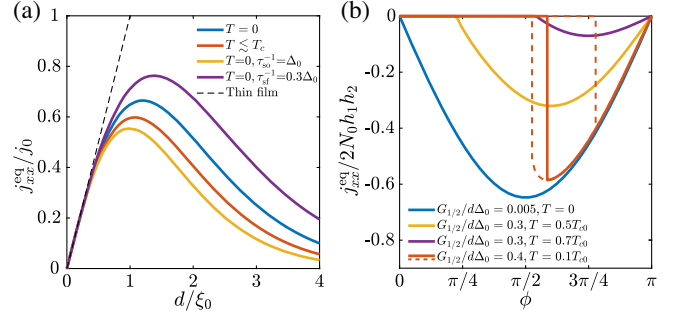 (a)
j_{xx}^{eq}/j_0
1
0.8
0.6
0.4
0.2
0
0
1
2
3
4
d/ξ_0
T = 0
T ≲ T_c
T=0, τ_{so}^{-1}=Δ_0
T=0, τ_{sf}^{-1}=0.3Δ_0
Thin film
(b)
j_{xx}^{eq}/2N_0h_1h_2
0
-0.2
-0.4
-0.6
-0.8
0
π/4
π/2
3π/4
π
ϕ
G_{1/2}/dΔ_0 = 0.005, T = 0
G_{1/2}/dΔ_0 = 0.3, T = 0.5T_{c0}
G_{1/2}/dΔ_0 = 0.3, T = 0.7T_{c0}
G_{1/2}/dΔ_0 = 0.4, T = 0.1T_{c0}